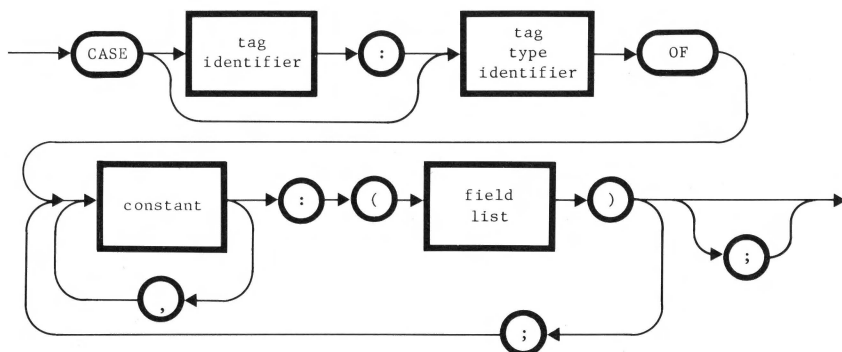 CASE
tag
identifier
:
tag
type
identifier
OF
constant
:
(
field
list
)
;
,
;